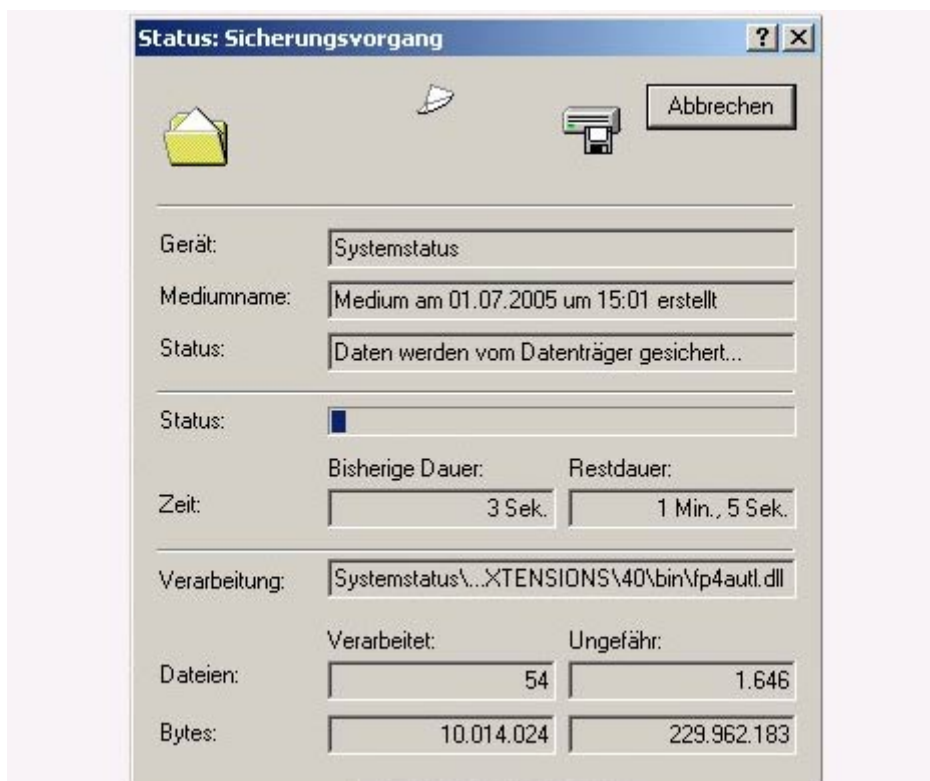 Status: Sicherungsvorgang
Abbrechen
Gerät: Systemstatus
Mediumname: Medium am 01.07.2005 um 15:01 erstellt
Status: Daten werden vom Datenträger gesichert...
Status:
Bisherige Dauer: Restdauer:
Zeit: 3 Sek. 1 Min., 5 Sek.
Verarbeitung: Systemstatus\...XTENSIONS\40\bin\fp4autl.dll
Verarbeitet: Ungefähr:
Dateien: 54 1.646
Bytes: 10.014.024 229.962.183